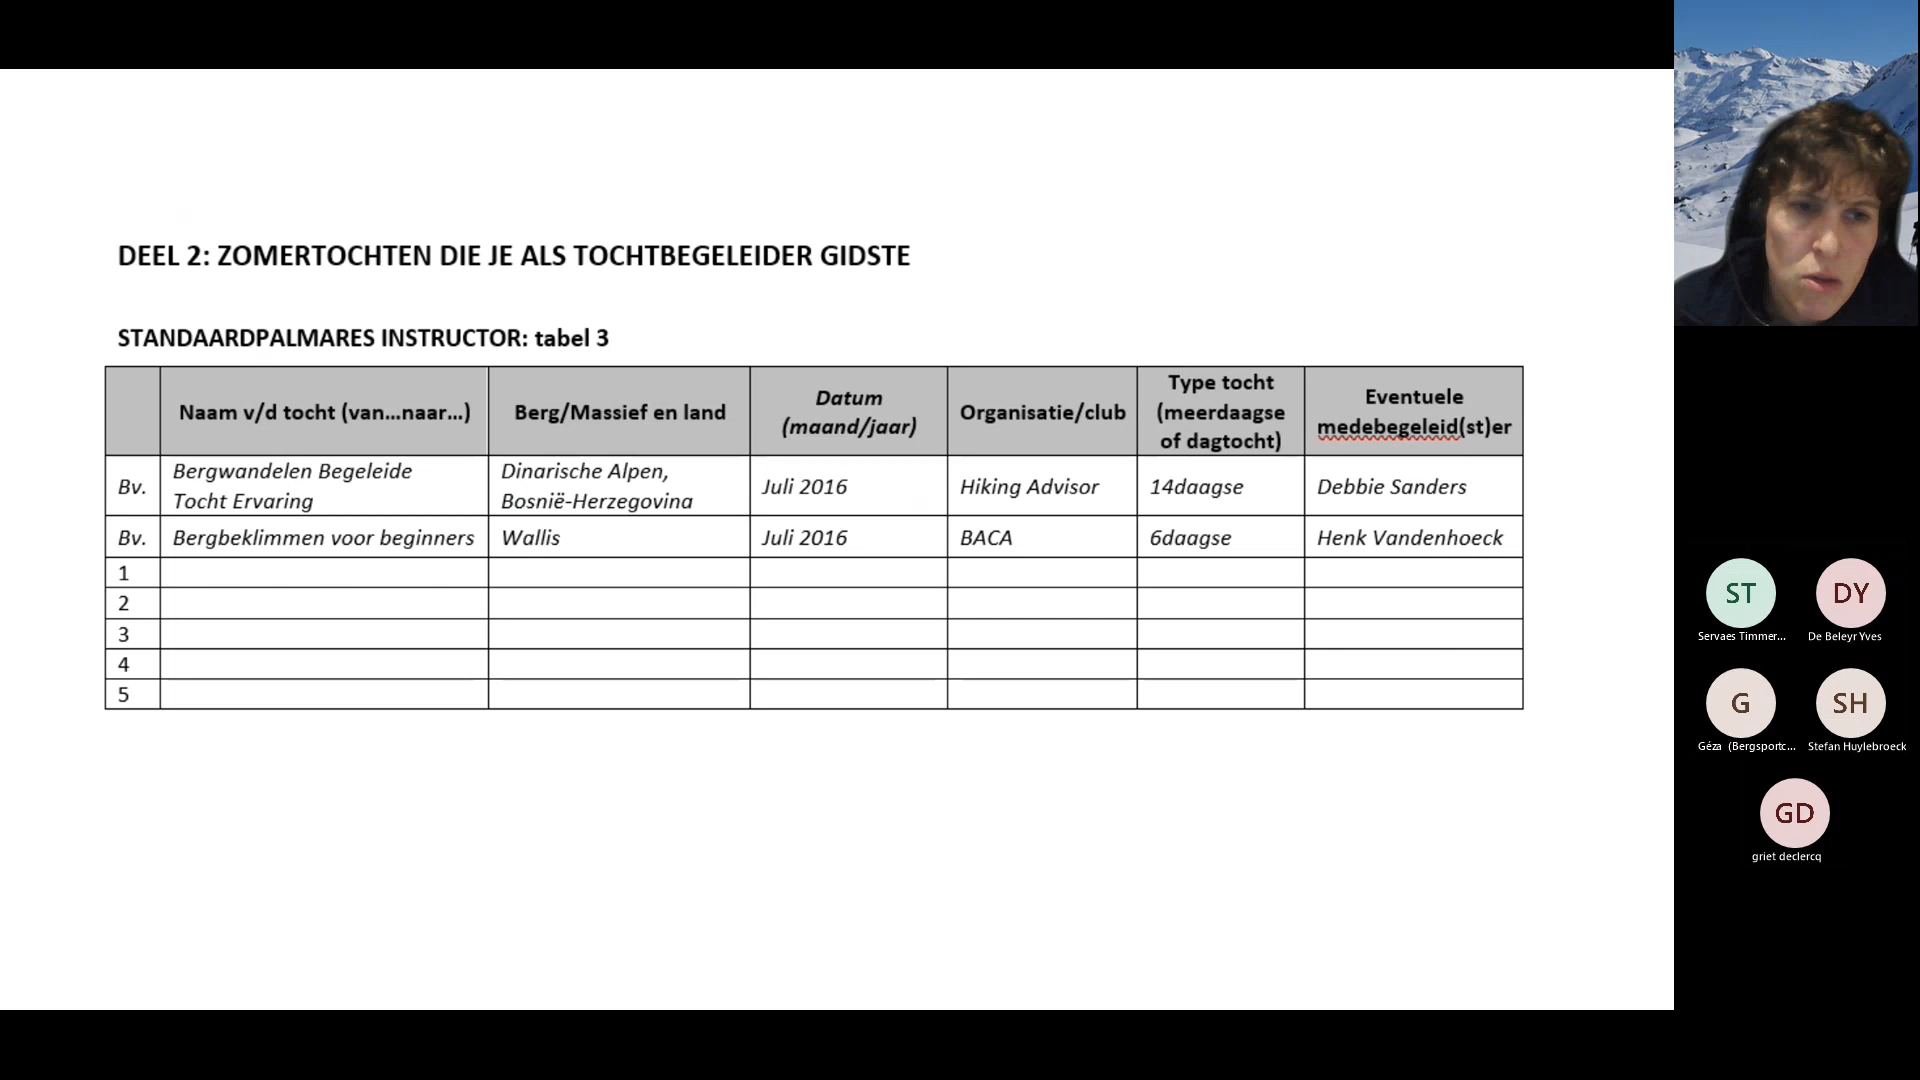 DEEL 2: ZOMERTOCHTEN DIE JE ALS TOCHTBEGELEIDER GIDSTE
STANDAARDPALMARES INSTRUCTOR: tabel 3
Naam v/d tocht (van...naar...) Berg/Massief en land Datum (maand/jaar) Organisatie/club Type tocht (meerdaagse of dagtocht) Eventuele medebegeleid(st)er
Bv. Bergwandelen Begeleide Tocht Ervaring Dinarische Alpen, Bosnië-Herzegovina Juli 2016 Hiking Advisor 14daagse Debbie Sanders
Bv. Bergbeklimmen voor beginners Wallis Juli 2016 BACA 6daagse Henk Vandenhoeck
1
2
3
4
5
ST DY
Servaes Timmer... De Beleyr Yves
G SH
Géza (Bergsportc... Stefan Huylebroeck
GD
griet declercq